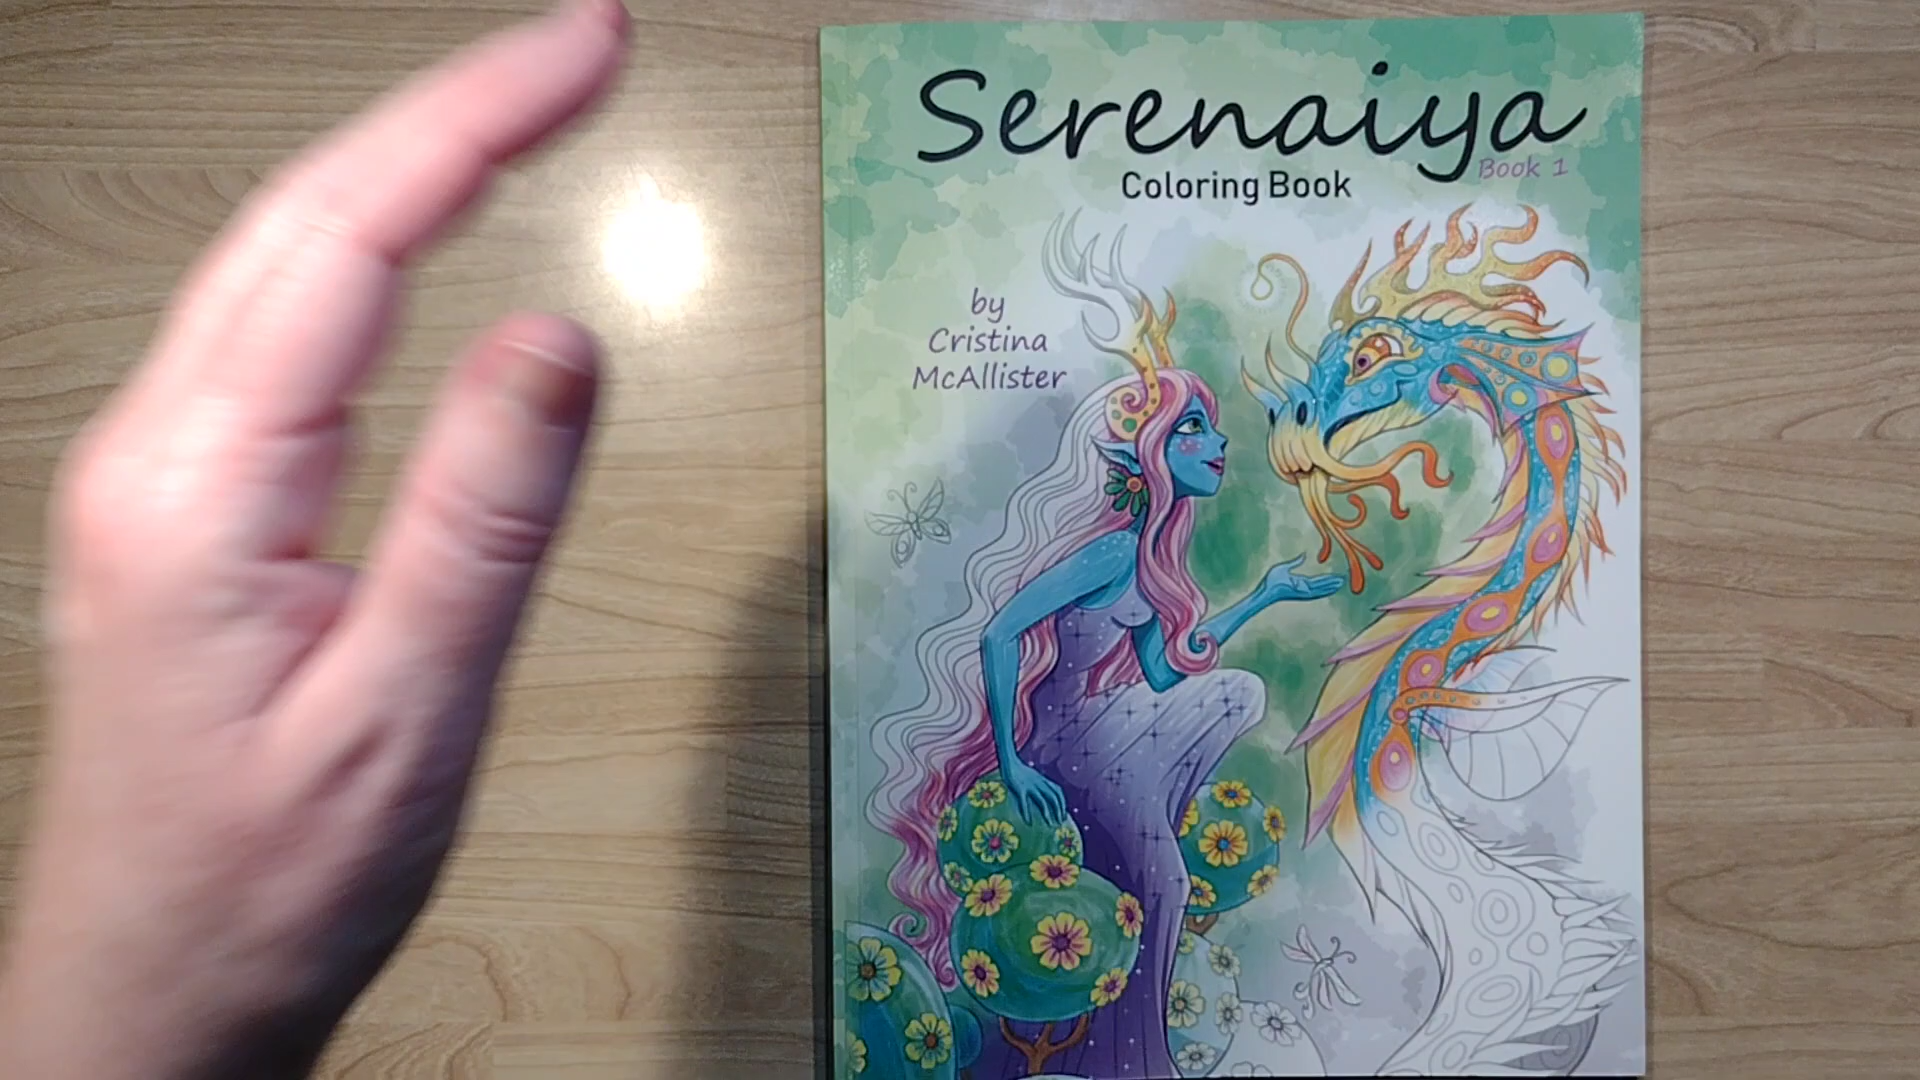 Serenaiya
Book 1
Coloring Book
by
Cristina
McAllister